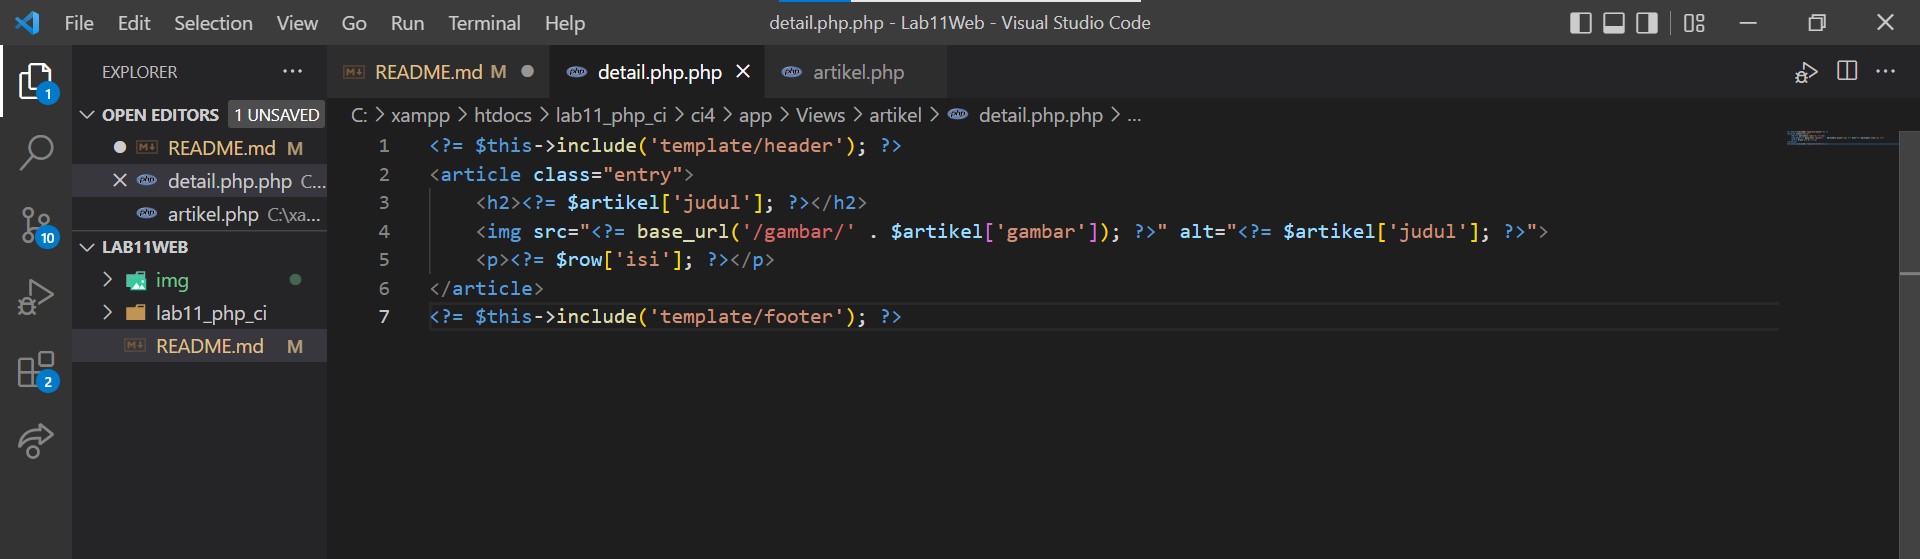 File Edit Selection View Go Run Terminal Help detail.php.php - Lab11Web - Visual Studio Code
EXPLORER ... README.md M detail.php.php artikel.php
OPEN EDITORS 1 UNSAVED
README.md M
detail.php.php C...
artikel.php C:\xa...
LAB11WEB
img
lab11_php_ci
README.md M
1
10
2
C: > xampp > htdocs > lab11_php_ci > ci4 > app > Views > artikel > detail.php.php > ...
1 <?= $this->include('template/header'); ?>
2 <article class="entry">
3 <h2><?= $artikel['judul']; ?></h2>
4 <img src="<?= base_url('/gambar/' . $artikel['gambar']); ?>" alt="<?= $artikel['judul']; ?>">
5 <p><?= $row['isi']; ?></p>
6 </article>
7 <?= $this->include('template/footer'); ?>